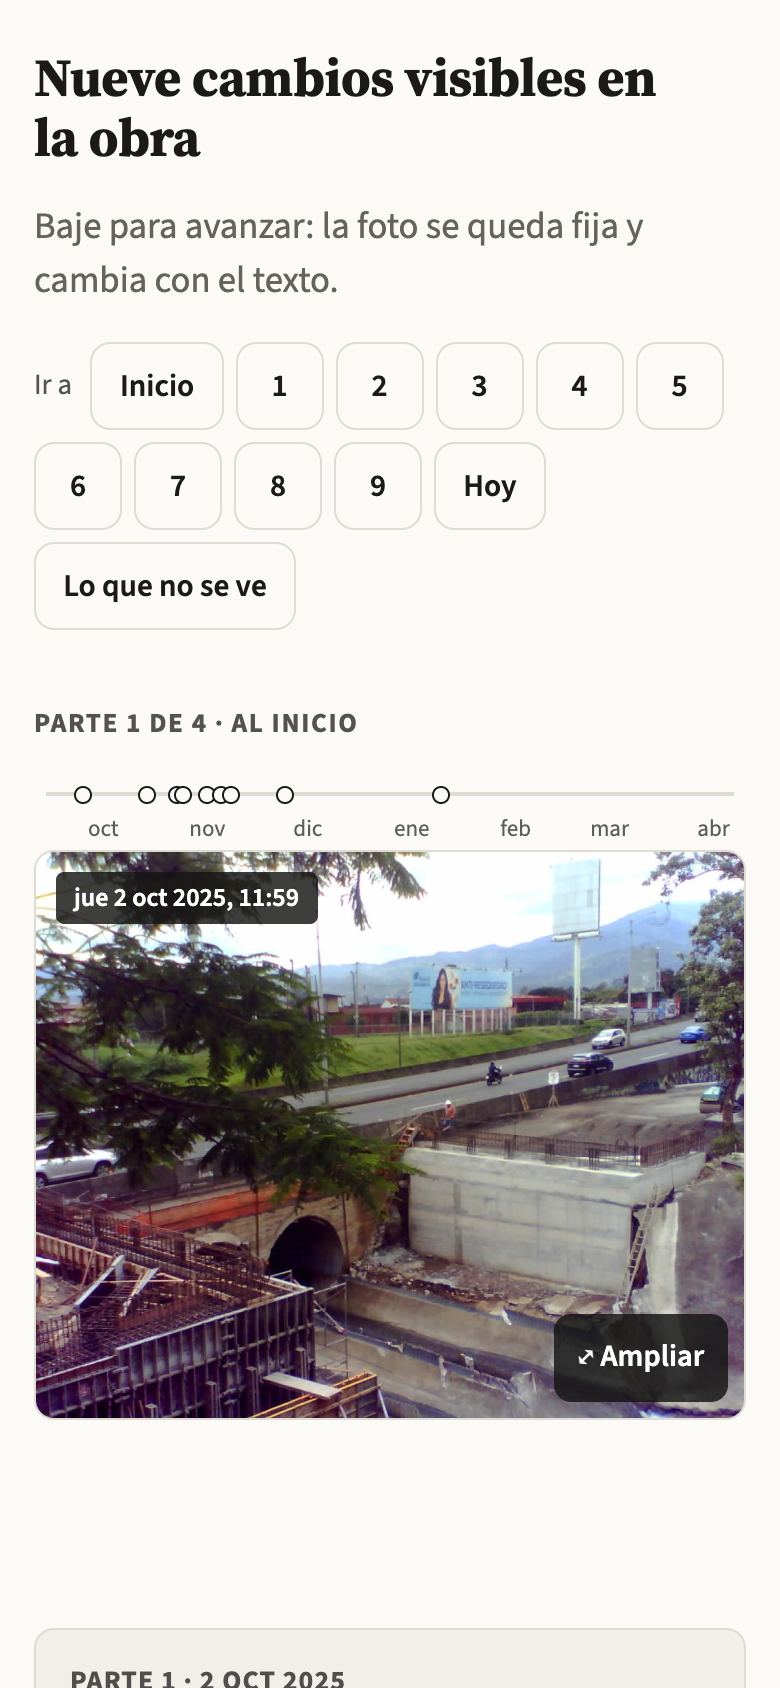 Nueve cambios visibles en
la obra
Baje para avanzar: la foto se queda fija y
cambia con el texto.
Ir a Inicio 1 2 3 4 5
6 7 8 9 Hoy
Lo que no se ve
PARTE 1 DE 4 · AL INICIO
oct nov dic ene feb mar abr
jue 2 oct 2025, 11:59
ANTI-RESEQUEDAD
⤢ Ampliar
PARTE 1 · 2 OCT 2025